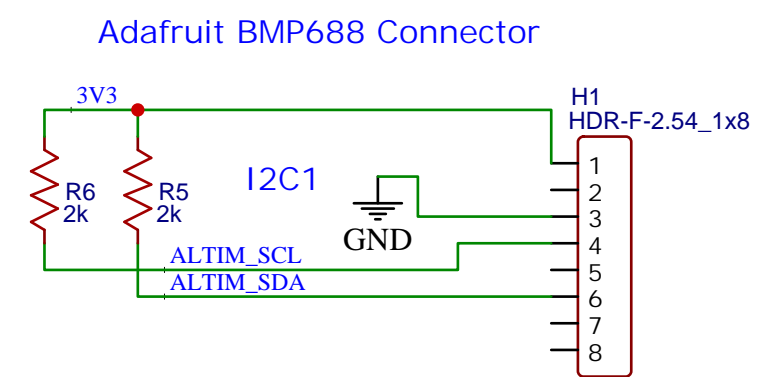 Adafruit BMP688 Connector
3V3
H1
HDR-F-2.54_1x8
R6
2k
R5
2k
I2C1
GND
ALTIM_SCL
ALTIM_SDA
1
2
3
4
5
6
7
8